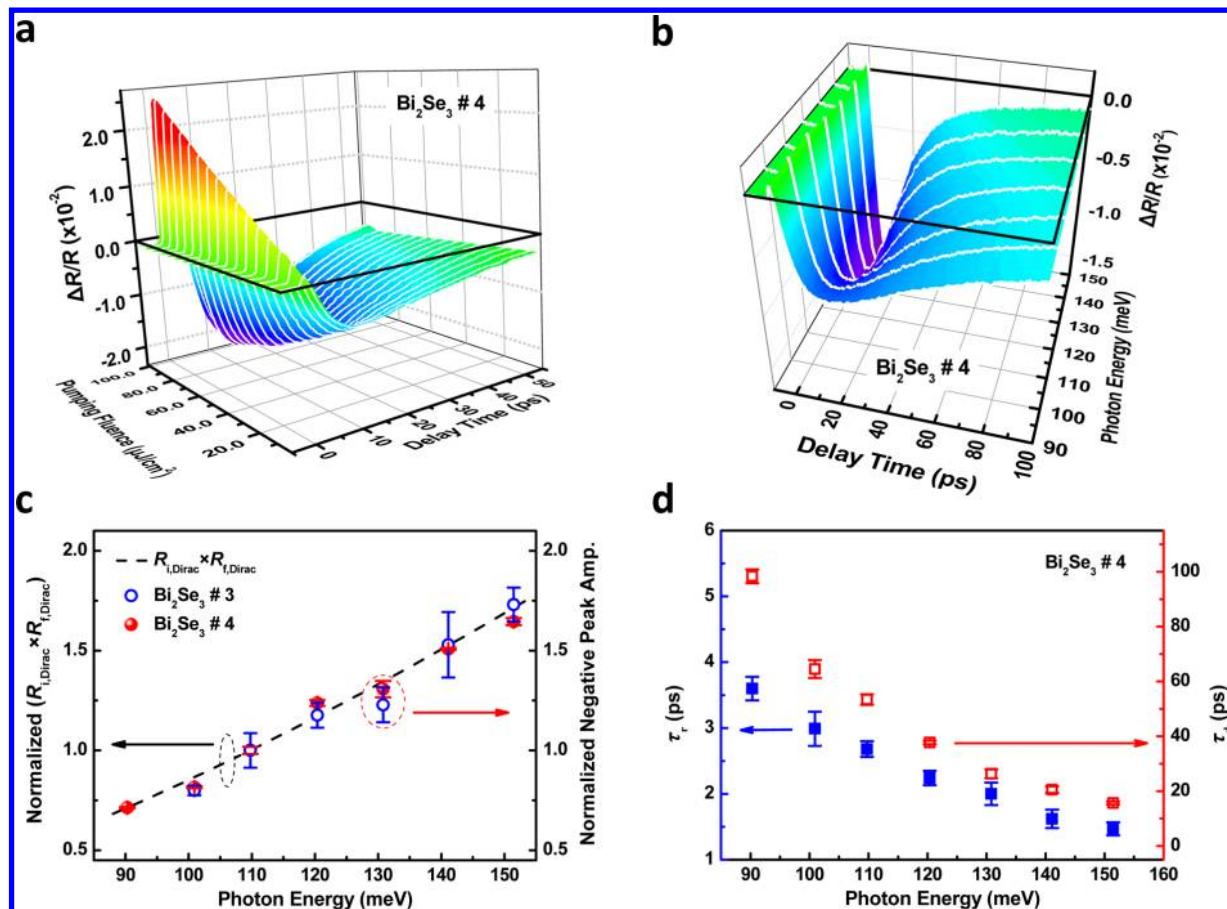 a
Bi2Se3 # 4
ΔR/R (x10-2)
2.0
1.0
0.0
-1.0
-2.0
100.0
80.0
60.0
40.0
20.0
Pumping Fluence (μJ/cm2)
0
10
20
30
40
50
Delay Time (ps)
b
0.0
-0.5
-1.0
-1.5
ΔR/R (x10-2)
150
140
130
120
110
100
90
Photon Energy (meV)
Bi2Se3 # 4
0
20
40
60
80
100
Delay Time (ps)
c
2.0
1.5
1.0
0.5
Normalized (Ri,Dirac×Rf,Dirac)
Ri,Dirac×Rf,Dirac
Bi2Se3 # 3
Bi2Se3 # 4
2.0
1.5
1.0
0.5
Normalized Negative Peak Amp.
90 100 110 120 130 140 150
Photon Energy (meV)
d
6
5
4
3
2
1
τr (ps)
Bi2Se3 # 4
100
80
60
40
20
0
(ps)
90 100 110 120 130 140 150 160
Photon Energy (meV)